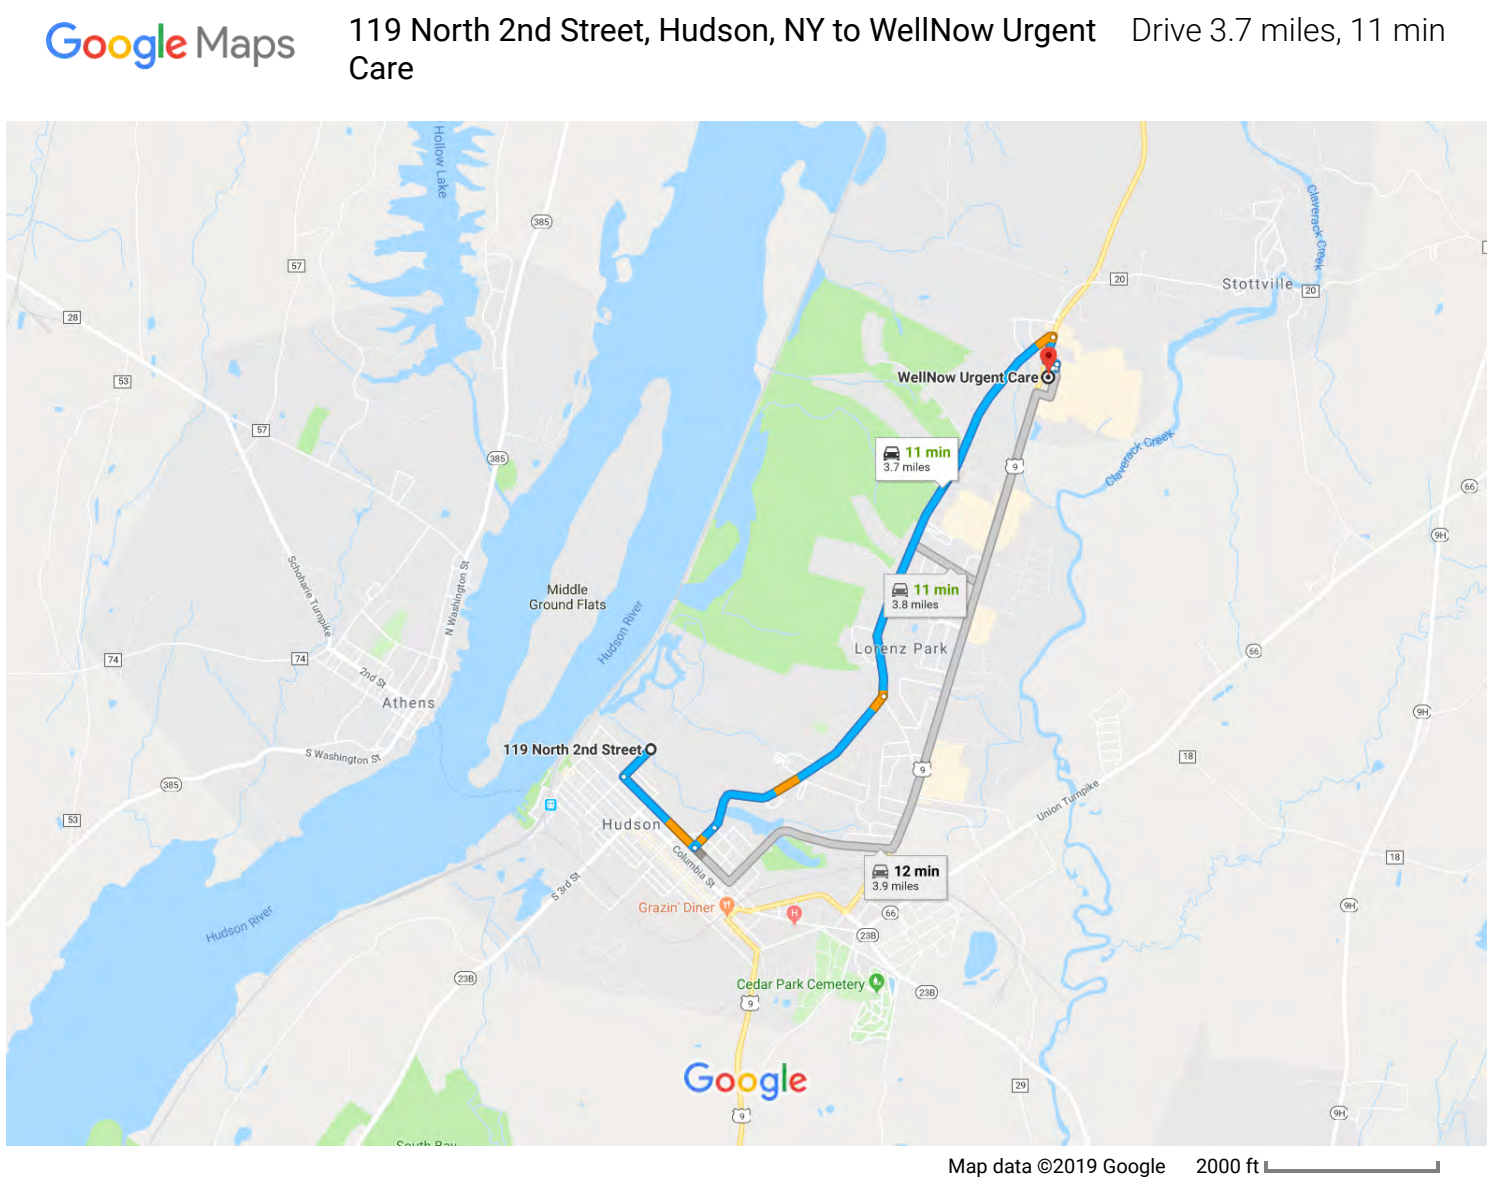 Google Maps
119 North 2nd Street, Hudson, NY to WellNow Urgent
Care
Drive 3.7 miles, 11 min
Hollow Lake
385
Claverack Creek
57
20
Stottville
20
28
53
WellNow Urgent Care
57
11 min
3.7 miles
385
9
Claverack Creek
66
9H
Schoharie Turnpike
N Washington St
Middle
Ground Flats
Hudson River
11 min
3.8 miles
74
74
Lorenz Park
66
2nd St
Athens
9H
119 North 2nd Street
S Washington St
18
385
9
Union Turnpike
53
Hudson
Columbia St
18
12 min
3.9 miles
S 3rd St
Grazin' Diner
H
66
9H
Hudson River
23B
23B
Cedar Park Cemetery
23B
9
Google
29
9
9H
South Bay
Map data ©2019 Google
2000 ft